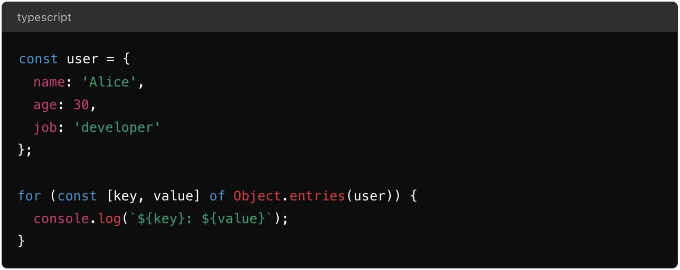 typescript
const user = {
  name: 'Alice',
  age: 30,
  job: 'developer'
};

for (const [key, value] of Object.entries(user)) {
  console.log(`${key}: ${value}`);
}